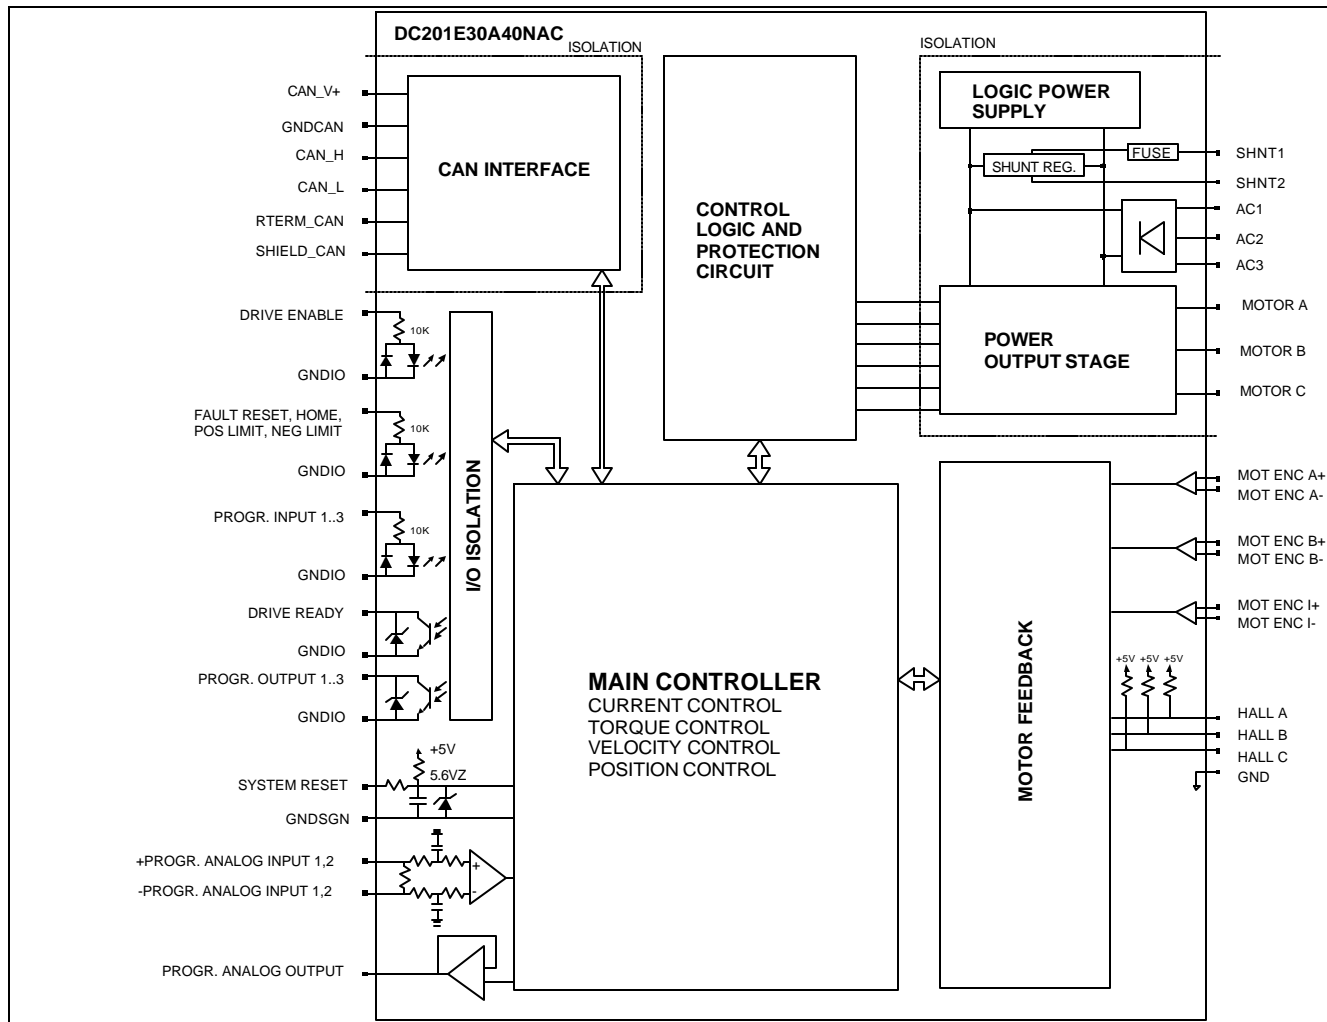 DC201E30A40NAC
ISOLATION
ISOLATION
CAN_V+
GNDCAN
CAN_H
CAN_L
RTERM_CAN
SHIELD_CAN
CAN INTERFACE
CONTROL
LOGIC AND
PROTECTION
CIRCUIT
LOGIC POWER
SUPPLY
SHUNT REG.
FUSE
SHNT1
SHNT2
AC1
AC2
AC3
POWER
OUTPUT STAGE
MOTOR A
MOTOR B
MOTOR C
DRIVE ENABLE
10K
GNDIO
FAULT RESET, HOME,
POS LIMIT, NEG LIMIT
10K
GNDIO
PROGR. INPUT 1..3
10K
GNDIO
DRIVE READY
GNDIO
PROGR. OUTPUT 1..3
GNDIO
I/O ISOLATION
SYSTEM RESET
+5V
5.6VZ
GNDSGN
+PROGR. ANALOG INPUT 1,2
-PROGR. ANALOG INPUT 1,2
+
-
PROGR. ANALOG OUTPUT
MAIN CONTROLLER
CURRENT CONTROL
TORQUE CONTROL
VELOCITY CONTROL
POSITION CONTROL
MOTOR FEEDBACK
MOT ENC A+
MOT ENC A-
MOT ENC B+
MOT ENC B-
MOT ENC I+
MOT ENC I-
+5V +5V +5V
HALL A
HALL B
HALL C
GND